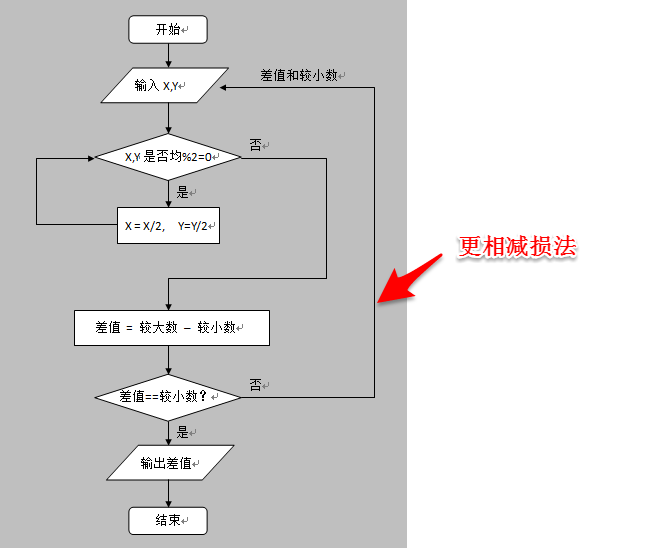 开始
差值和较小数
输入 X,Y
X,Y 是否均%2=0
否
是
X = X/2, Y=Y/2
更相减损法
差值 = 较大数 – 较小数
差值==较小数？
否
是
输出差值
结束